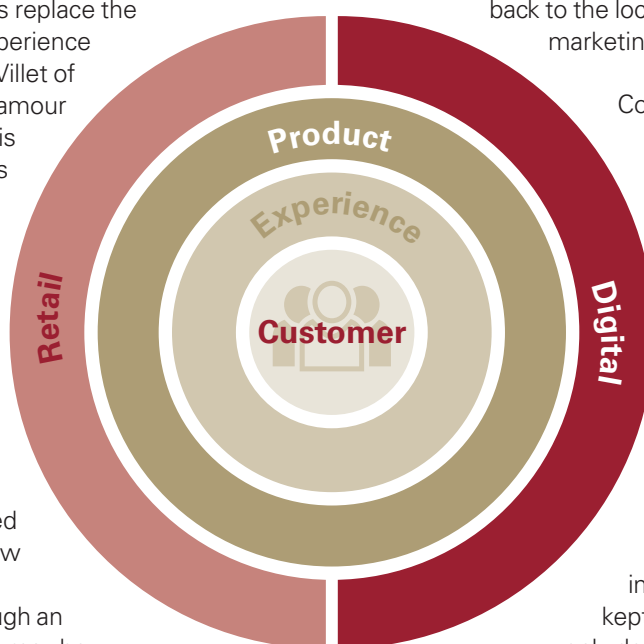 s replace the
perience
Villet of
amour
is
s
back to the loc
marketin
Co
Product
Experience
Customer
Retail
Digital
ed
w
ugh an
in
kept